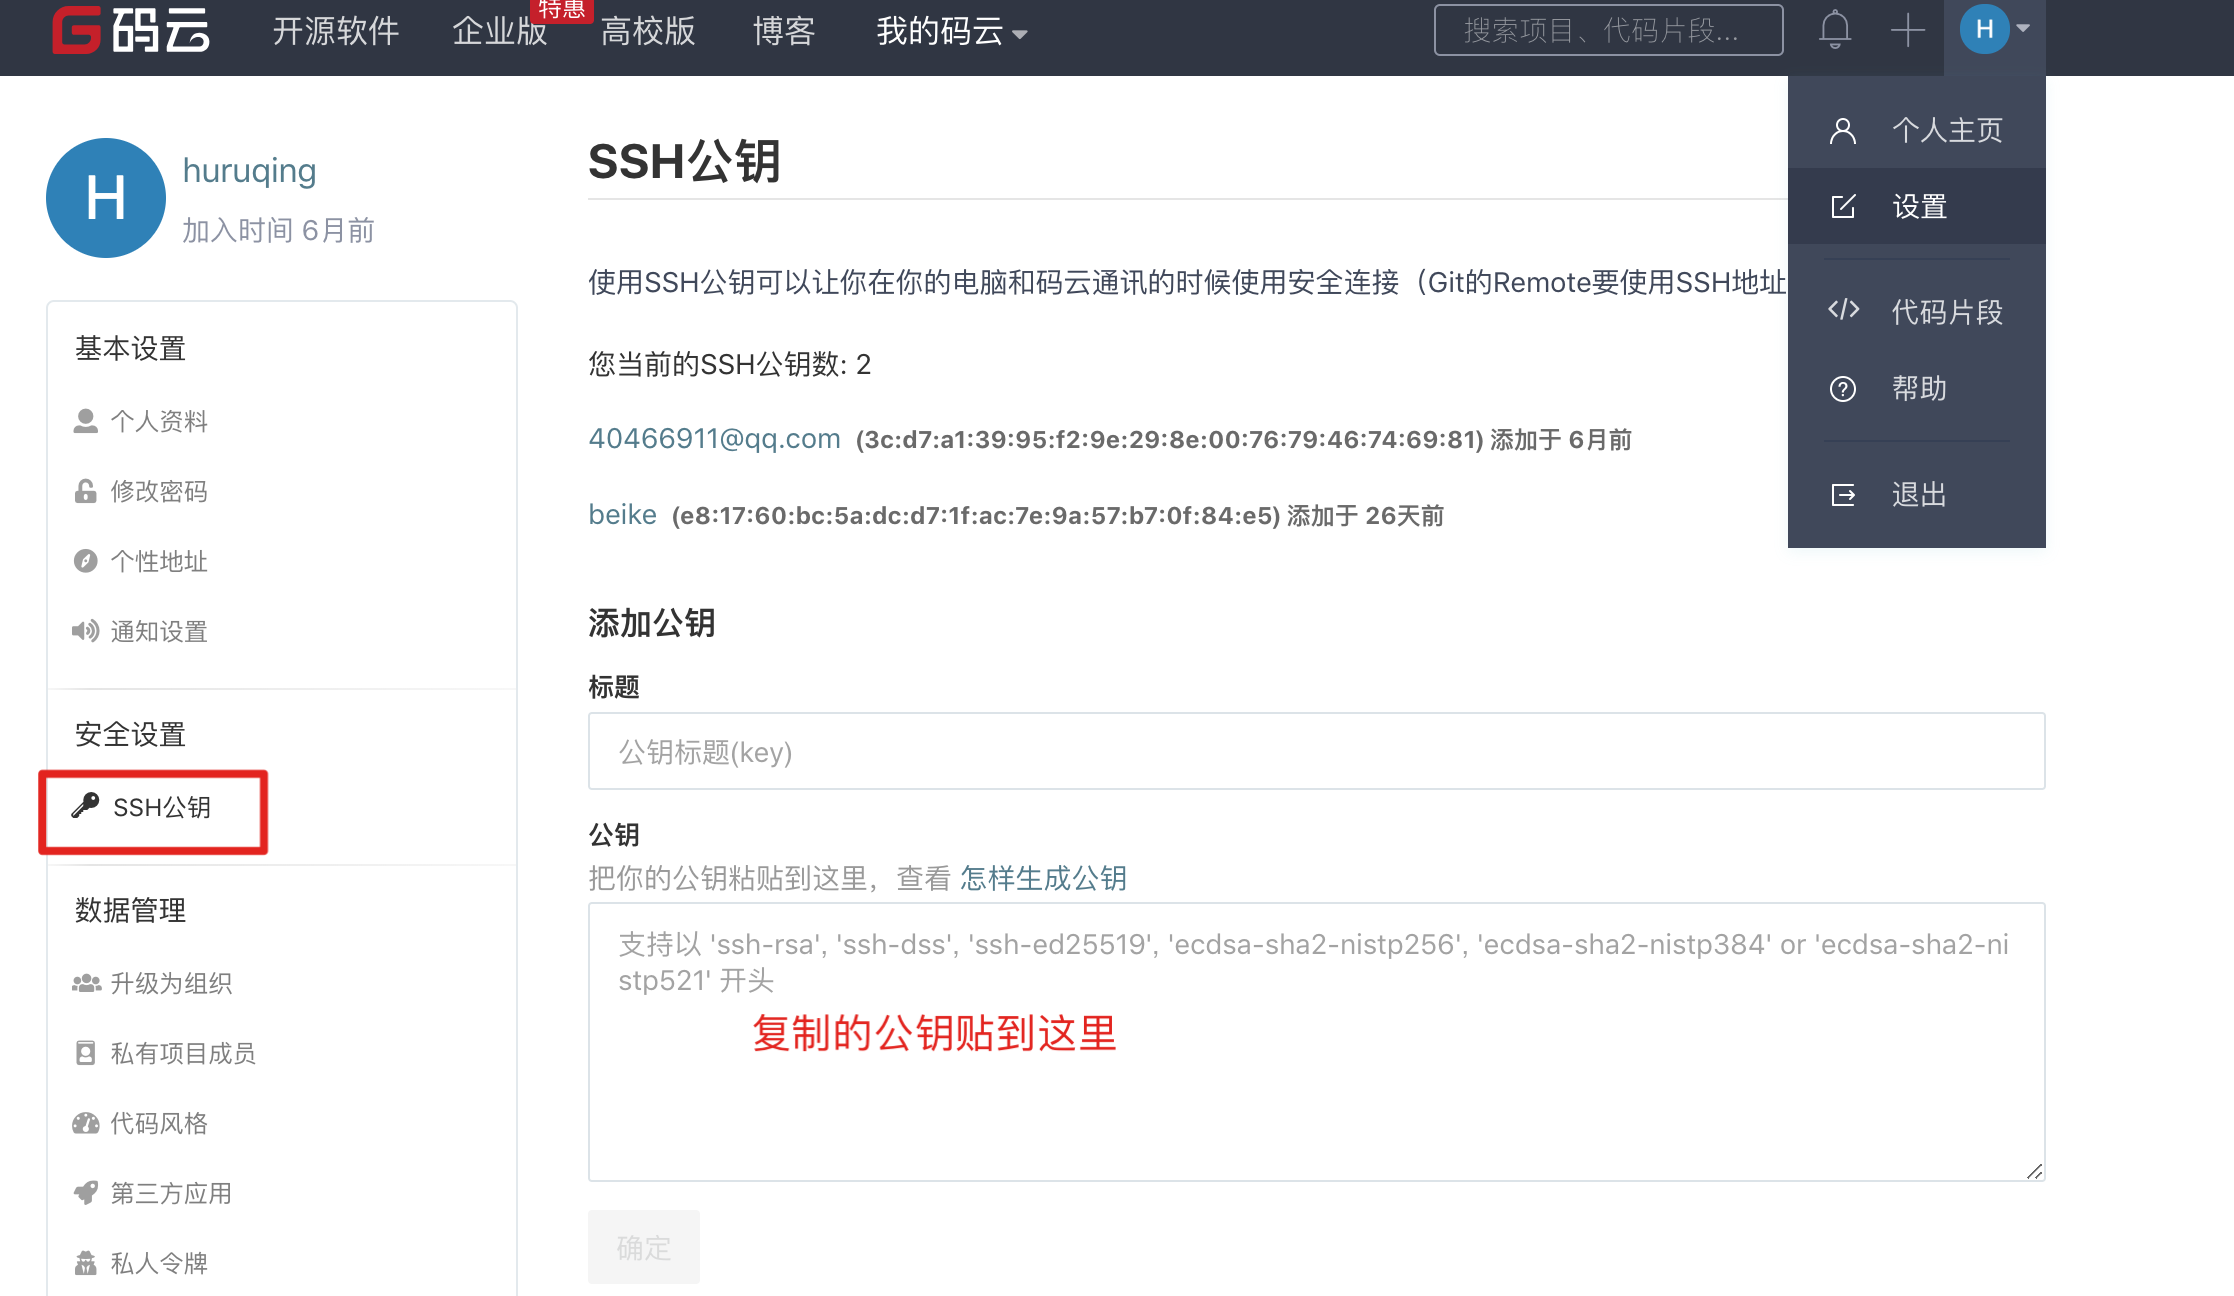 码云
开源软件
企业版
特惠
高校版
博客
我的码云
搜索项目、代码片段...
H
个人主页
设置
代码片段
帮助
退出
H
huruqing
加入时间 6月前
基本设置
个人资料
修改密码
个性地址
通知设置
安全设置
SSH公钥
数据管理
升级为组织
私有项目成员
代码风格
第三方应用
私人令牌
SSH公钥
使用SSH公钥可以让你在你的电脑和码云通讯的时候使用安全连接（Git的Remote要使用SSH地址
您当前的SSH公钥数: 2
40466911@qq.com (3c:d7:a1:39:95:f2:9e:29:8e:00:76:79:46:74:69:81) 添加于 6月前
beike (e8:17:60:bc:5a:dc:d7:1f:ac:7e:9a:57:b7:0f:84:e5) 添加于 26天前
添加公钥
标题
公钥标题(key)
公钥
把你的公钥粘贴到这里，查看 怎样生成公钥
支持以 'ssh-rsa', 'ssh-dss', 'ssh-ed25519', 'ecdsa-sha2-nistp256', 'ecdsa-sha2-nistp384' or 'ecdsa-sha2-ni
stp521' 开头
复制的公钥贴到这里
确定